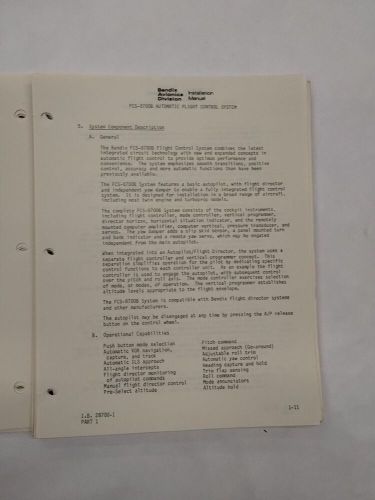 Bendix Installation
Avionics Manual
Division
FCS-870DB AUTOMATIC FLIGHT CONTROL SYSTEM
5. System Component Description
A. General
The Bendix FCS-870DB Flight Control System combines the latest
integrated circuit technology with new and expanded concepts in
automatic flight control to provide optimum performance and
convenience. The system emphasizes smooth transitions, positive
control, accuracy and more automatic functions than have been
previously available.
The FCS-870DB System features a basic autopilot, with flight director
and independent yaw damper to enable a fully integrated flight control
system. It is designed for installation in a broad range of aircraft,
including most twin engine and turboprop models.
The complete FCS-870DB System consists of the cockpit instruments,
including flight controller, mode controller, vertical programmer,
director horizon, horizontal situation indicator, and the remotely
mounted computer amplifier, computer vertical, pressure transducer, and
servos. The yaw damper adds a slip skid sensor, a panel mounted turn
and bank indicator and a remote yaw servo, which may be operated
independent from the main autopilot.
When integrated into an Autopilot/Flight Director, the system uses a
separate flight controller and vertical programmer concept. This
separation simplifies operation for the pilot by dedicating specific
control functions to each controller unit. As an example the flight
controller is used to engage the autopilot, with subsequent control
over the pitch and roll axis. The mode controller exercises selection
of mode, or modes, of operation. The vertical programmer establishes
altitude levels appropriate to the flight envelope.
The FCS-870DB System is compatible with Bendix flight director systems
and other manufacturers.
The autopilot may be disengaged at any time by pressing the A/P release
button on the control wheel.
B. Operational Capabilities
Push button mode selection Pitch command
Automatic VOR navigation, Missed approach (Go-around)
capture, and track Adjustable roll trim
Automatic ILS approach Automatic yaw control
All-angle intercepts Heading capture and hold
Flight director monitoring Trim flap sensing
of autopilot commands Roll command
Manual flight director control Mode annunciators
Pre-Select altitude Altitude hold
I.B. 28700-1
PART 1
1-11